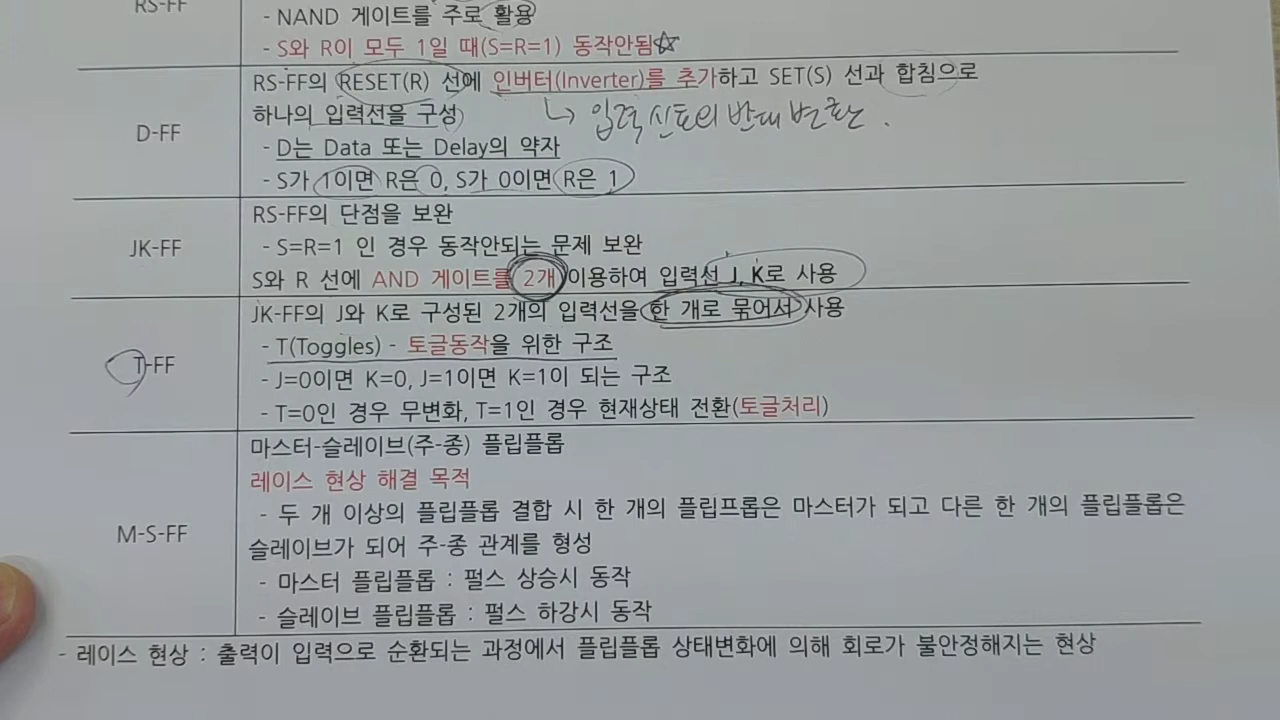 RS-FF
- NAND 게이트를 주로 활용
- S와 R이 모두 1일 때(S=R=1) 동작안됨☆
D-FF
RS-FF의 RESET(R) 선에 인버터(Inverter)를 추가하고 SET(S) 선과 합침으로
하나의 입력선을 구성
↳ 입력 신호의 반대 변환.
- D는 Data 또는 Delay의 약자
- S가 1이면 R은 0, S가 0이면 R은 1
JK-FF
RS-FF의 단점을 보완
- S=R=1 인 경우 동작안되는 문제 보완
S와 R 선에 AND 게이트를 2개 이용하여 입력선 J, K로 사용
T-FF
JK-FF의 J와 K로 구성된 2개의 입력선을 한 개로 묶어서 사용
- T(Toggles) - 토글동작을 위한 구조
- J=0이면 K=0, J=1이면 K=1이 되는 구조
- T=0인 경우 무변화, T=1인 경우 현재상태 전환(토글처리)
M-S-FF
마스터-슬레이브(주-종) 플립플롭
레이스 현상 해결 목적
- 두 개 이상의 플립플롭 결합 시 한 개의 플립프롭은 마스터가 되고 다른 한 개의 플립플롭은
슬레이브가 되어 주-종 관계를 형성
- 마스터 플립플롭 : 펄스 상승시 동작
- 슬레이브 플립플롭 : 펄스 하강시 동작
- 레이스 현상 : 출력이 입력으로 순환되는 과정에서 플립플롭 상태변화에 의해 회로가 불안정해지는 현상